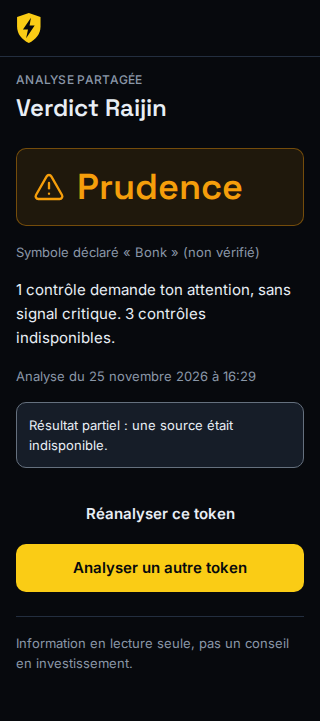 ANALYSE PARTAGÉE
Verdict Raijin
Prudence
Symbole déclaré « Bonk » (non vérifié)
1 contrôle demande ton attention, sans
signal critique. 3 contrôles
indisponibles.
Analyse du 25 novembre 2026 à 16:29
Résultat partiel : une source était
indisponible.
Réanalyser ce token
Analyser un autre token
Information en lecture seule, pas un conseil
en investissement.